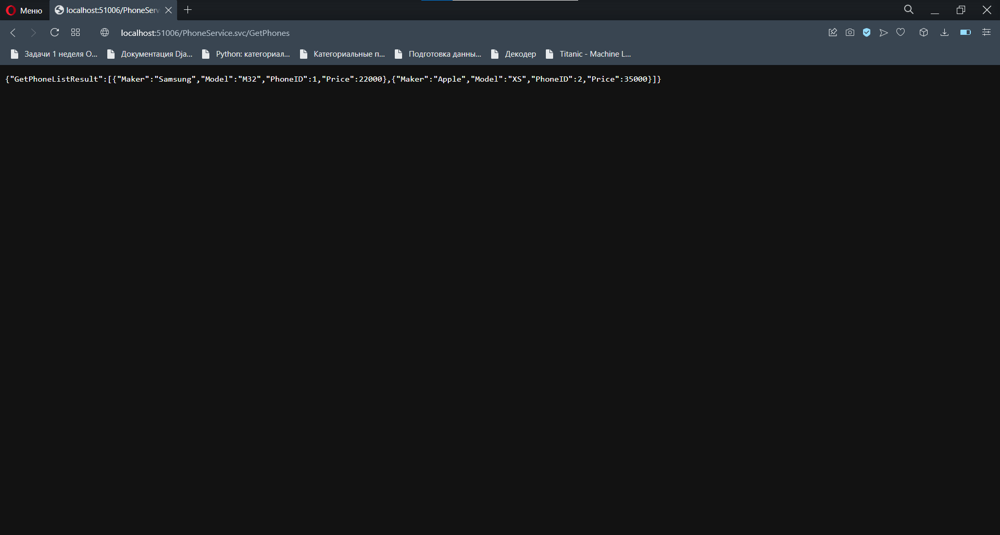 Меню
localhost:51006/PhoneServ
localhost:51006/PhoneService.svc/GetPhones
Задачи 1 неделя О...
Документация Dja...
Python: категориал...
Категориальные п...
Подготовка данны...
Декодер
Titanic - Machine L...
{"GetPhoneListResult":[{"Maker":"Samsung","Model":"M32","PhoneID":1,"Price":22000},{"Maker":"Apple","Model":"XS","PhoneID":2,"Price":35000}]}